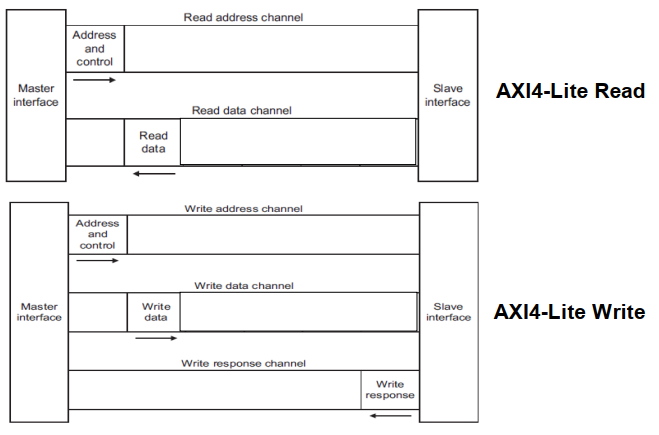 Read address channel
Address
and
control
Master
interface
Slave
interface
AXI4-Lite Read
Read data channel
Read
data
Write address channel
Address
and
control
Write data channel
Master
interface
Write
data
Slave
interface
AXI4-Lite Write
Write response channel
Write
response